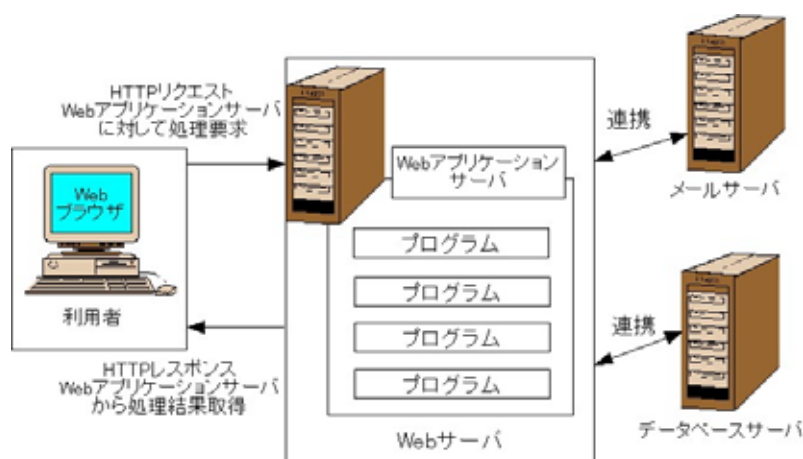 HTTPリクエスト
Webアプリケーションサーバ
に対して処理要求
Web
ブラウザ
利用者
HTTPレスポンス
Webアプリケーションサーバ
から処理結果取得
Webアプリケーション
サーバ
プログラム
プログラム
プログラム
プログラム
Webサーバ
連携
メールサーバ
連携
データベースサーバ